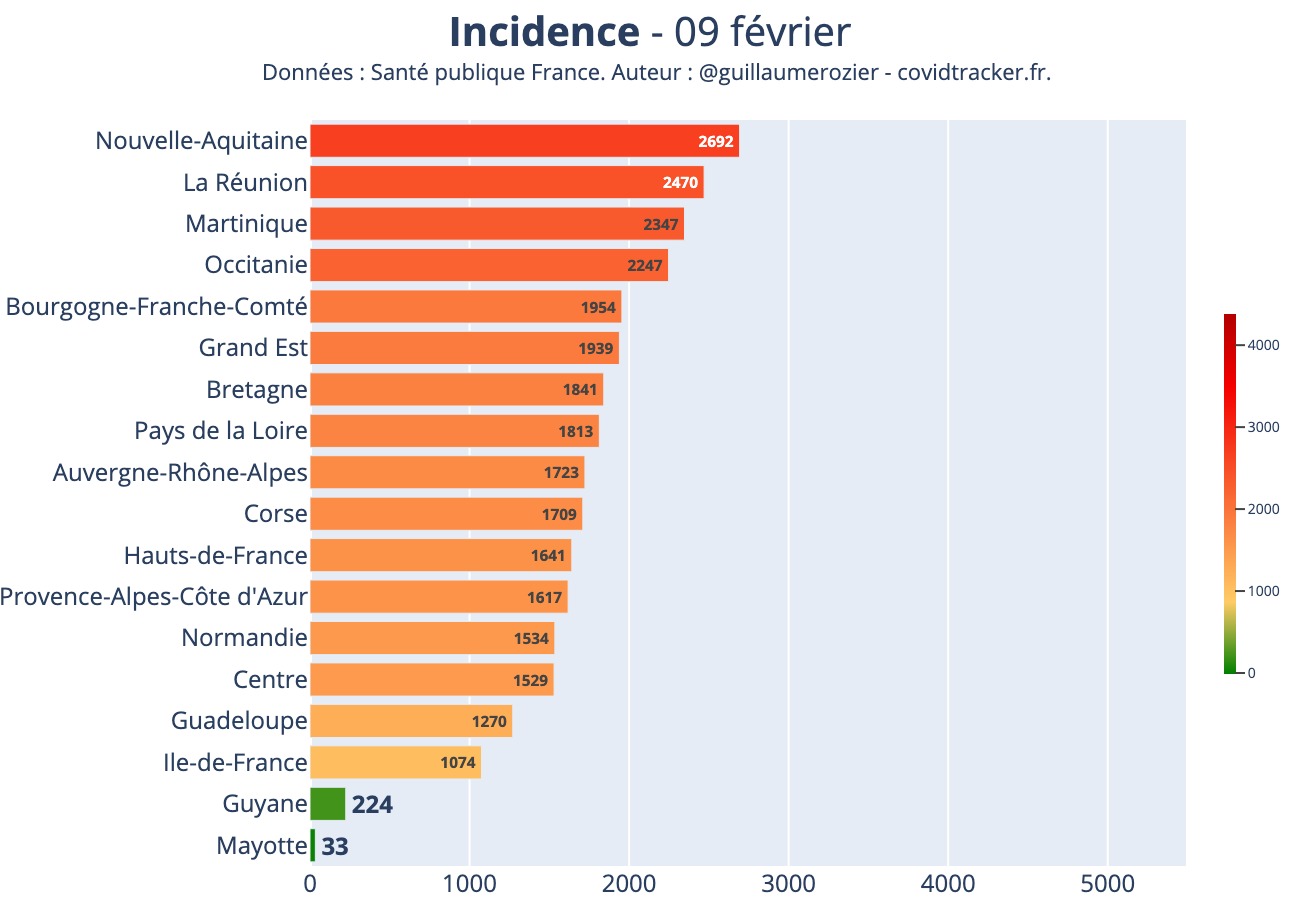 Incidence - 09 février
Données : Santé publique France. Auteur : @guillaumerozier - covidtracker.fr.
Nouvelle-Aquitaine 2692
La Réunion 2470
Martinique 2347
Occitanie 2247
Bourgogne-Franche-Comté 1954
Grand Est 1939
Bretagne 1841
Pays de la Loire 1813
Auvergne-Rhône-Alpes 1723
Corse 1709
Hauts-de-France 1641
Provence-Alpes-Côte d'Azur 1617
Normandie 1534
Centre 1529
Guadeloupe 1270
Ile-de-France 1074
Guyane 224
Mayotte 33
0 1000 2000 3000 4000 5000
4000
3000
2000
1000
0